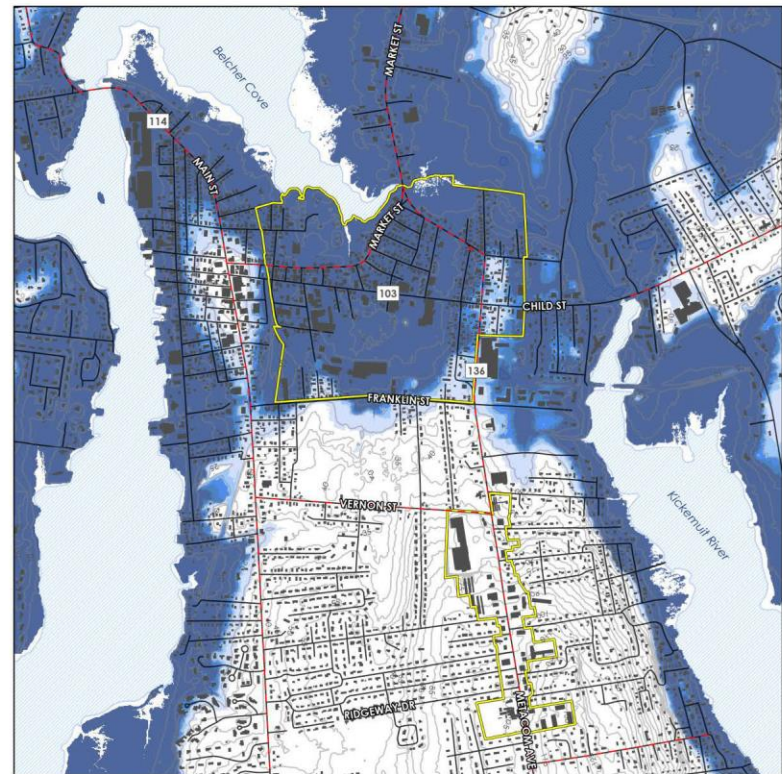 Belcher Cove
MARKET ST
114
MAIN ST
MARKET ST
103
CHILD ST
136
FRANKLIN ST
VERNON ST
Kickemuit River
RIDGEWAY DR
METACOM AVE